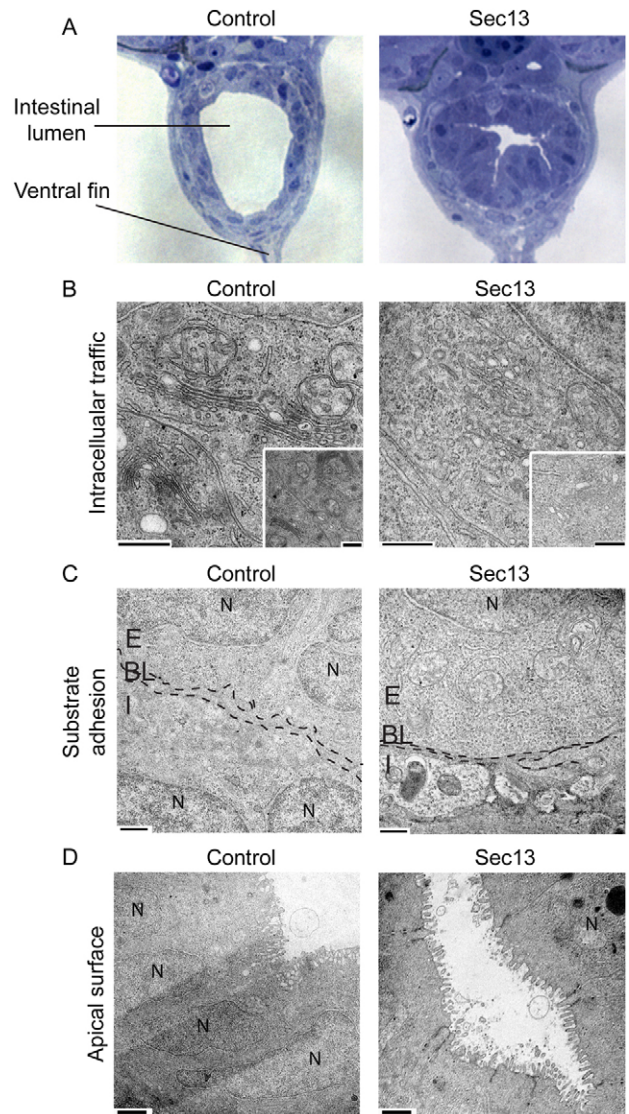 A
Control
Sec13
Intestinal
lumen
Ventral fin
B
Control
Sec13
Intracellualar traffic
C
Control
Sec13
Substrate
adhesion
N
E
BL
I
N
N
N
N
E
BL
I
D
Control
Sec13
Apical surface
N
N
N
N
N